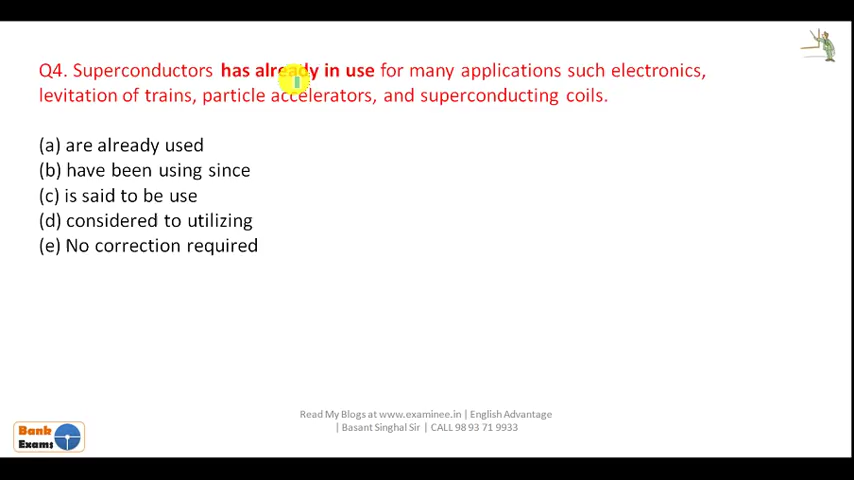 Q4. Superconductors has already in use for many applications such electronics,
levitation of trains, particle accelerators, and superconducting coils.
(a) are already used
(b) have been using since
(c) is said to be use
(d) considered to utilizing
(e) No correction required
Read My Blogs at www.examinee.in | English Advantage
| Basant Singhal Sir | CALL 98 93 71 9933
Bank
Exams